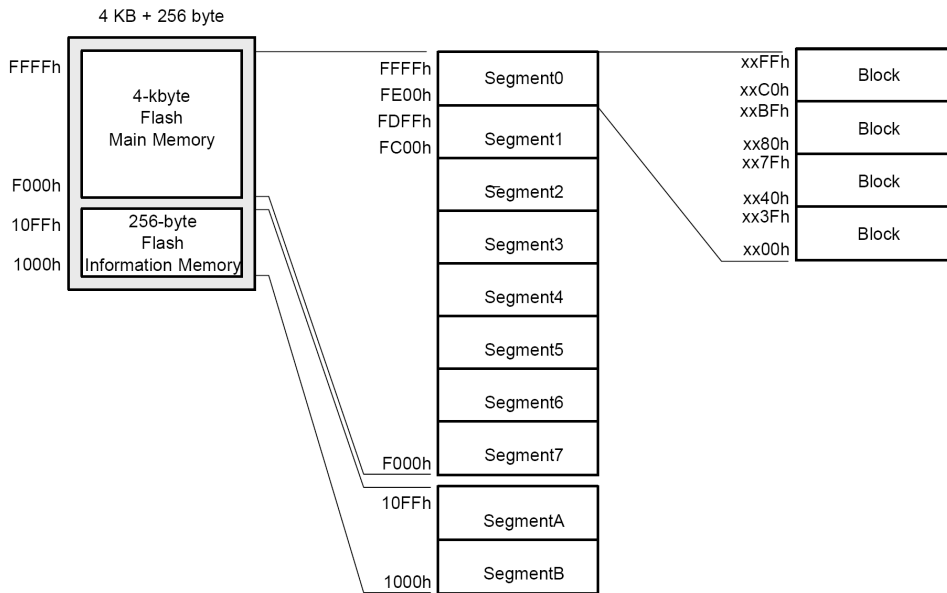 4 KB + 256 byte
FFFFh
4-kbyte
Flash
Main Memory
F000h
10FFh
256-byte
Flash
Information Memory
1000h
FFFFh
Segment0
FE00h
FDFFh
Segment1
FC00h
Segment2
Segment3
Segment4
Segment5
Segment6
Segment7
F000h
10FFh
SegmentA
SegmentB
1000h
xxFFh
Block
xxC0h
xxBFh
Block
xx80h
xx7Fh
Block
xx40h
xx3Fh
Block
xx00h